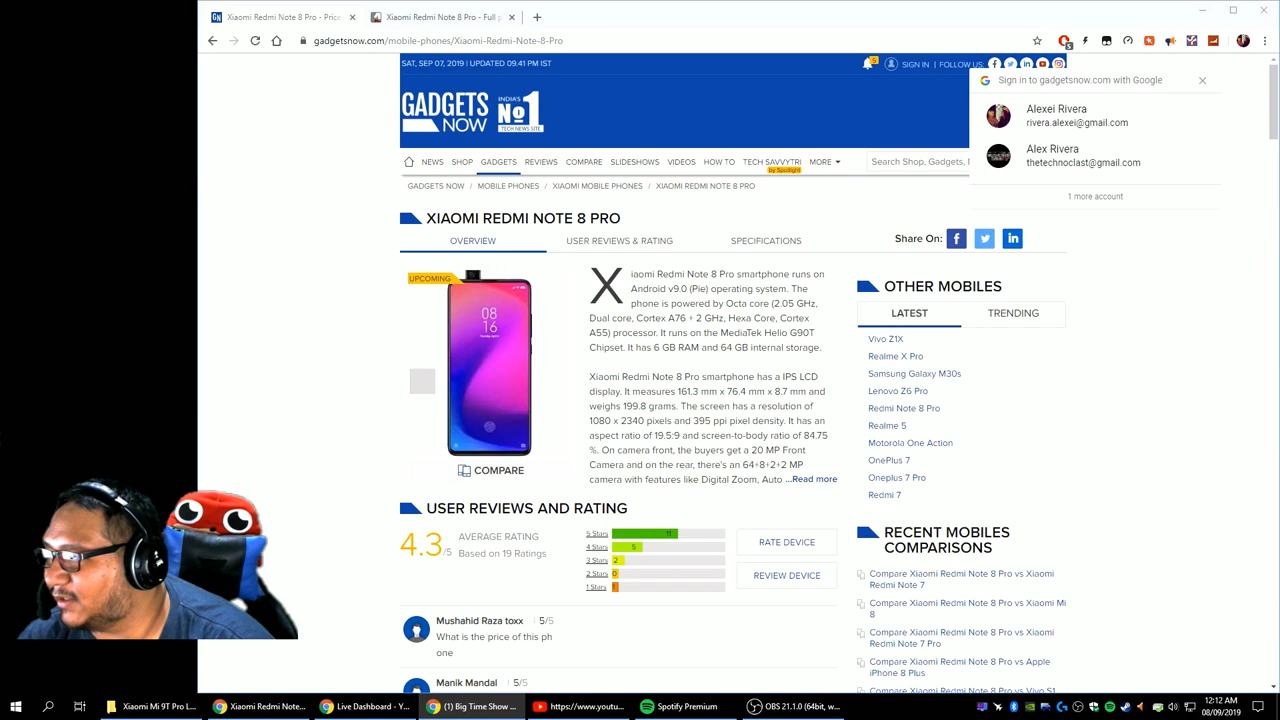 Xiaomi Redmi Note 8 Pro - Price
Xiaomi Redmi Note 8 Pro - Full p
gadgetsnow.com/mobile-phones/Xiaomi-Redmi-Note-8-Pro
SAT, SEP 07, 2019 | UPDATED 09.41 PM IST
5
SIGN IN | FOLLOW US:
GADGETS NOW
INDIA'S No1 TECH NEWS SITE
Sign in to gadgetsnow.com with Google
Alexei Rivera
rivera.alexei@gmail.com
Alex Rivera
thetechnoclast@gmail.com
1 more account
NEWS SHOP GADGETS REVIEWS COMPARE SLIDESHOWS VIDEOS HOW TO TECH SAVVYTRI MORE
by Spotlight
Search Shop, Gadgets, N
GADGETS NOW / MOBILE PHONES / XIAOMI MOBILE PHONES / XIAOMI REDMI NOTE 8 PRO
XIAOMI REDMI NOTE 8 PRO
OVERVIEW USER REVIEWS & RATING SPECIFICATIONS
Share On:
UPCOMING
08
16
COMPARE
Xiaomi Redmi Note 8 Pro smartphone runs on
Android v9.0 (Pie) operating system. The
phone is powered by Octa core (2.05 GHz,
Dual core, Cortex A76 + 2 GHz, Hexa Core, Cortex
A55) processor. It runs on the MediaTek Helio G90T
Chipset. It has 6 GB RAM and 64 GB internal storage.
Xiaomi Redmi Note 8 Pro smartphone has a IPS LCD
display. It measures 161.3 mm x 76.4 mm x 8.7 mm and
weighs 199.8 grams. The screen has a resolution of
1080 x 2340 pixels and 395 ppi pixel density. It has an
aspect ratio of 19.5:9 and screen-to-body ratio of 84.75
%. On camera front, the buyers get a 20 MP Front
Camera and on the rear, there's an 64+8+2+2 MP
camera with features like Digital Zoom, Auto ...Read more
OTHER MOBILES
LATEST TRENDING
Vivo Z1X
Realme X Pro
Samsung Galaxy M30s
Lenovo Z6 Pro
Redmi Note 8 Pro
Realme 5
Motorola One Action
OnePlus 7
Oneplus 7 Pro
Redmi 7
USER REVIEWS AND RATING
4.3/5
AVERAGE RATING
Based on 19 Ratings
5 Stars 11
4 Stars 5
3 Stars 2
2 Stars 0
1 Stars 1
RATE DEVICE
REVIEW DEVICE
Mushahid Raza toxx 5/5
What is the price of this ph
one
Manik Mandal 5/5
RECENT MOBILES
COMPARISONS
Compare Xiaomi Redmi Note 8 Pro vs Xiaomi
Redmi Note 7
Compare Xiaomi Redmi Note 8 Pro vs Xiaomi Mi
8
Compare Xiaomi Redmi Note 8 Pro vs Xiaomi
Redmi Note 7 Pro
Compare Xiaomi Redmi Note 8 Pro vs Apple
iPhone 8 Plus
Compare Xiaomi Redmi Note 8 Pro vs Vivo S1
Xiaomi Mi 9T Pro L...
Xiaomi Redmi Note...
Live Dashboard - Y...
(1) Big Time Show ...
https://www.youtu...
Spotify Premium
OBS 21.1.0 (64bit, w...
12:12 AM
08/09/2019